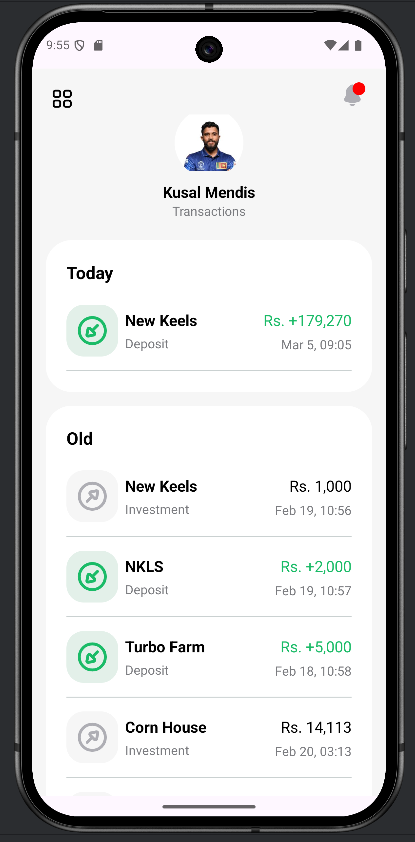 9:55
Kusal Mendis
Transactions
Today
New Keels Rs. +179,270
Deposit Mar 5, 09:05
Old
New Keels Rs. 1,000
Investment Feb 19, 10:56
NKLS Rs. +2,000
Deposit Feb 19, 10:57
Turbo Farm Rs. +5,000
Deposit Feb 18, 10:58
Corn House Rs. 14,113
Investment Feb 20, 03:13